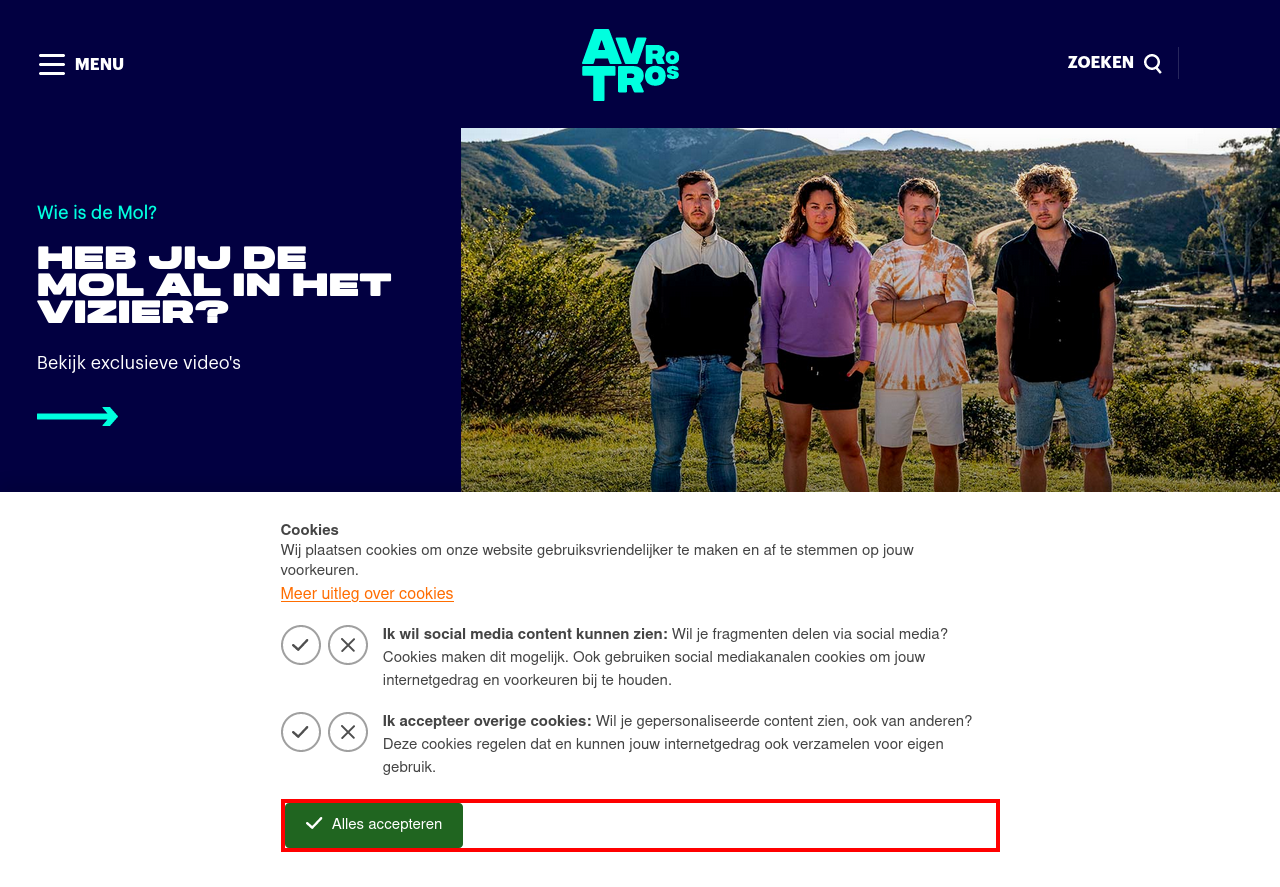 MENU
AVROTROS
ZOEKEN
Wie is de Mol?
HEB JIJ DE
MOL AL IN HET
VIZIER?
Bekijk exclusieve video's
Cookies
Wij plaatsen cookies om onze website gebruiksvriendelijker te maken en af te stemmen op jouw
voorkeuren.
Meer uitleg over cookies
Ik wil social media content kunnen zien: Wil je fragmenten delen via social media?
Cookies maken dit mogelijk. Ook gebruiken social mediakanalen cookies om jouw
internetgedrag en voorkeuren bij te houden.
Ik accepteer overige cookies: Wil je gepersonaliseerde content zien, ook van anderen?
Deze cookies regelen dat en kunnen jouw internetgedrag ook verzamelen voor eigen
gebruik.
Alles accepteren